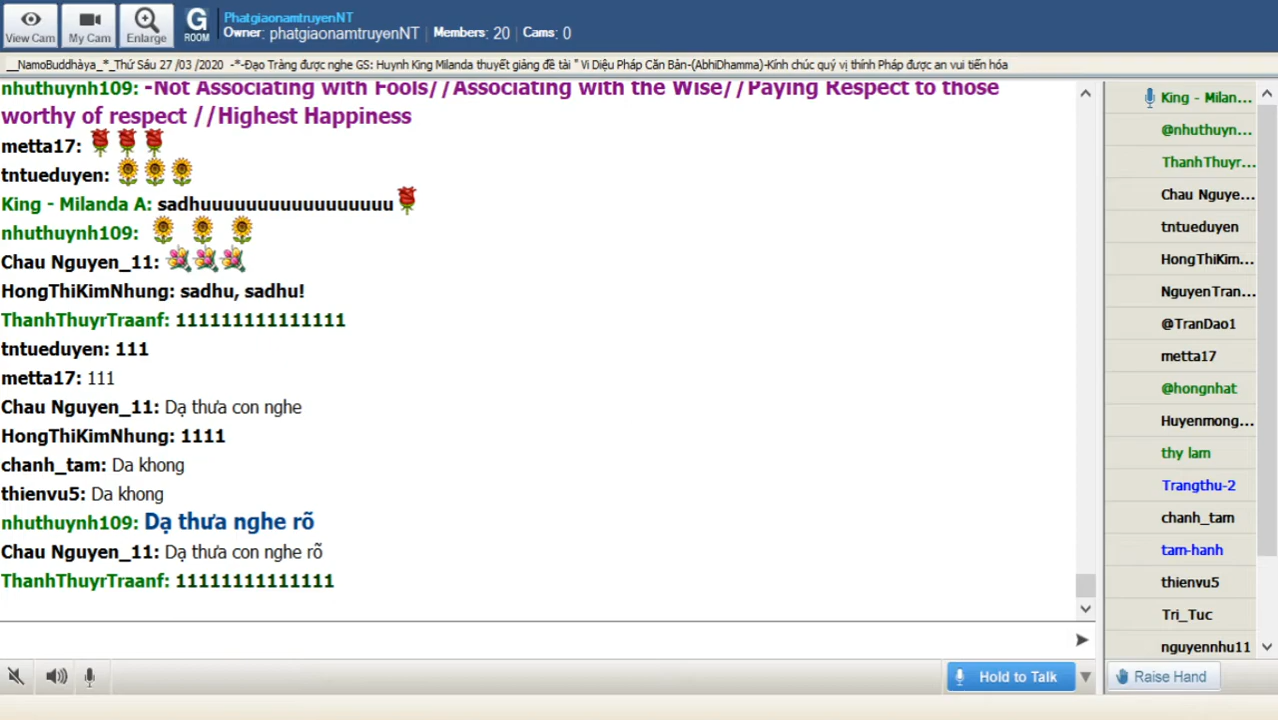 View Cam
My Cam
Enlarge
G
ROOM
PhatgiaonamtruyenNT
Owner: phatgiaonamtruyenNT | Members: 20 | Cams: 0
__NamoBuddhàya_*_Thứ Sáu 27 /03 /2020 -*-Đạo Tràng được nghe GS: Huynh King Milanda thuyết giảng đề tài " Vi Diệu Pháp Căn Bản-(AbhiDhamma)-Kính chúc quý vị thính Pháp được an vui tiến hóa
nhuthuynh109: -Not Associating with Fools//Associating with the Wise//Paying Respect to those
worthy of respect //Highest Happiness
metta17:
tntueduyen:
King - Milanda A: sadhuuuuuuuuuuuuuuuuu
nhuthuynh109:
Chau Nguyen_11:
HongThiKimNhung: sadhu, sadhu!
ThanhThuyrTraanf: 111111111111111
tntueduyen: 111
metta17: 111
Chau Nguyen_11: Dạ thưa con nghe
HongThiKimNhung: 1111
chanh_tam: Da khong
thienvu5: Da khong
nhuthuynh109: Dạ thưa nghe rõ
Chau Nguyen_11: Dạ thưa con nghe rõ
ThanhThuyrTraanf: 11111111111111
King - Milan...
@nhuthuyn...
ThanhThuyr...
Chau Nguye...
tntueduyen
HongThiKim...
NguyenTran...
@TranDao1
metta17
@hongnhat
Huyenmong...
thy lam
Trangthu-2
chanh_tam
tam-hanh
thienvu5
Tri_Tuc
nguyennhu11
Hold to Talk
Raise Hand